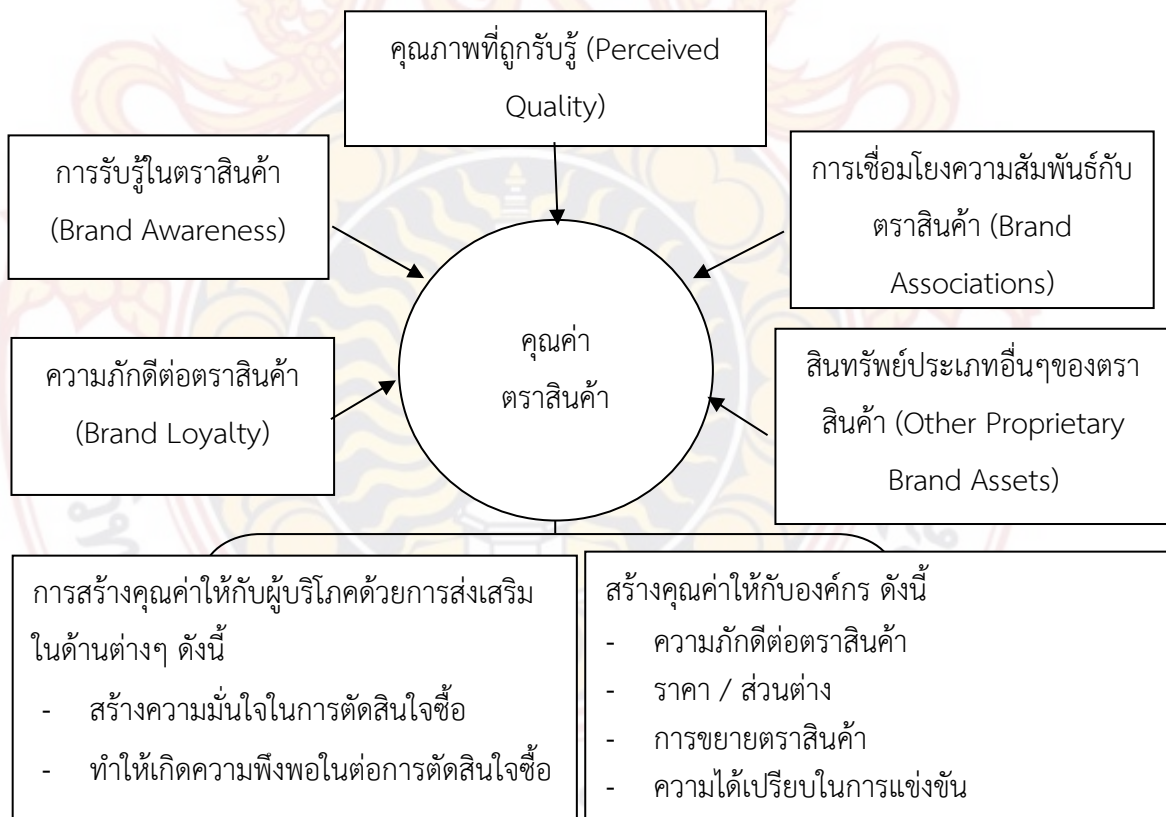 คุณภาพที่ถูกรับรู้ (Perceived
Quality)
การรับรู้ในตราสินค้า
(Brand Awareness)
การเชื่อมโยงความสัมพันธ์กับ
ตราสินค้า (Brand
Associations)
คุณค่า
ตราสินค้า
ความภักดีต่อตราสินค้า
(Brand Loyalty)
สินทรัพย์ประเภทอื่นๆของตรา
สินค้า (Other Proprietary
Brand Assets)
การสร้างคุณค่าให้กับผู้บริโภคด้วยการส่งเสริม
ในด้านต่างๆ ดังนี้
- สร้างความมั่นใจในการตัดสินใจซื้อ
- ทำให้เกิดความพึงพอในต่อการตัดสินใจซื้อ
สร้างคุณค่าให้กับองค์กร ดังนี้
- ความภักดีต่อตราสินค้า
- ราคา / ส่วนต่าง
- การขยายตราสินค้า
- ความได้เปรียบในการแข่งขัน